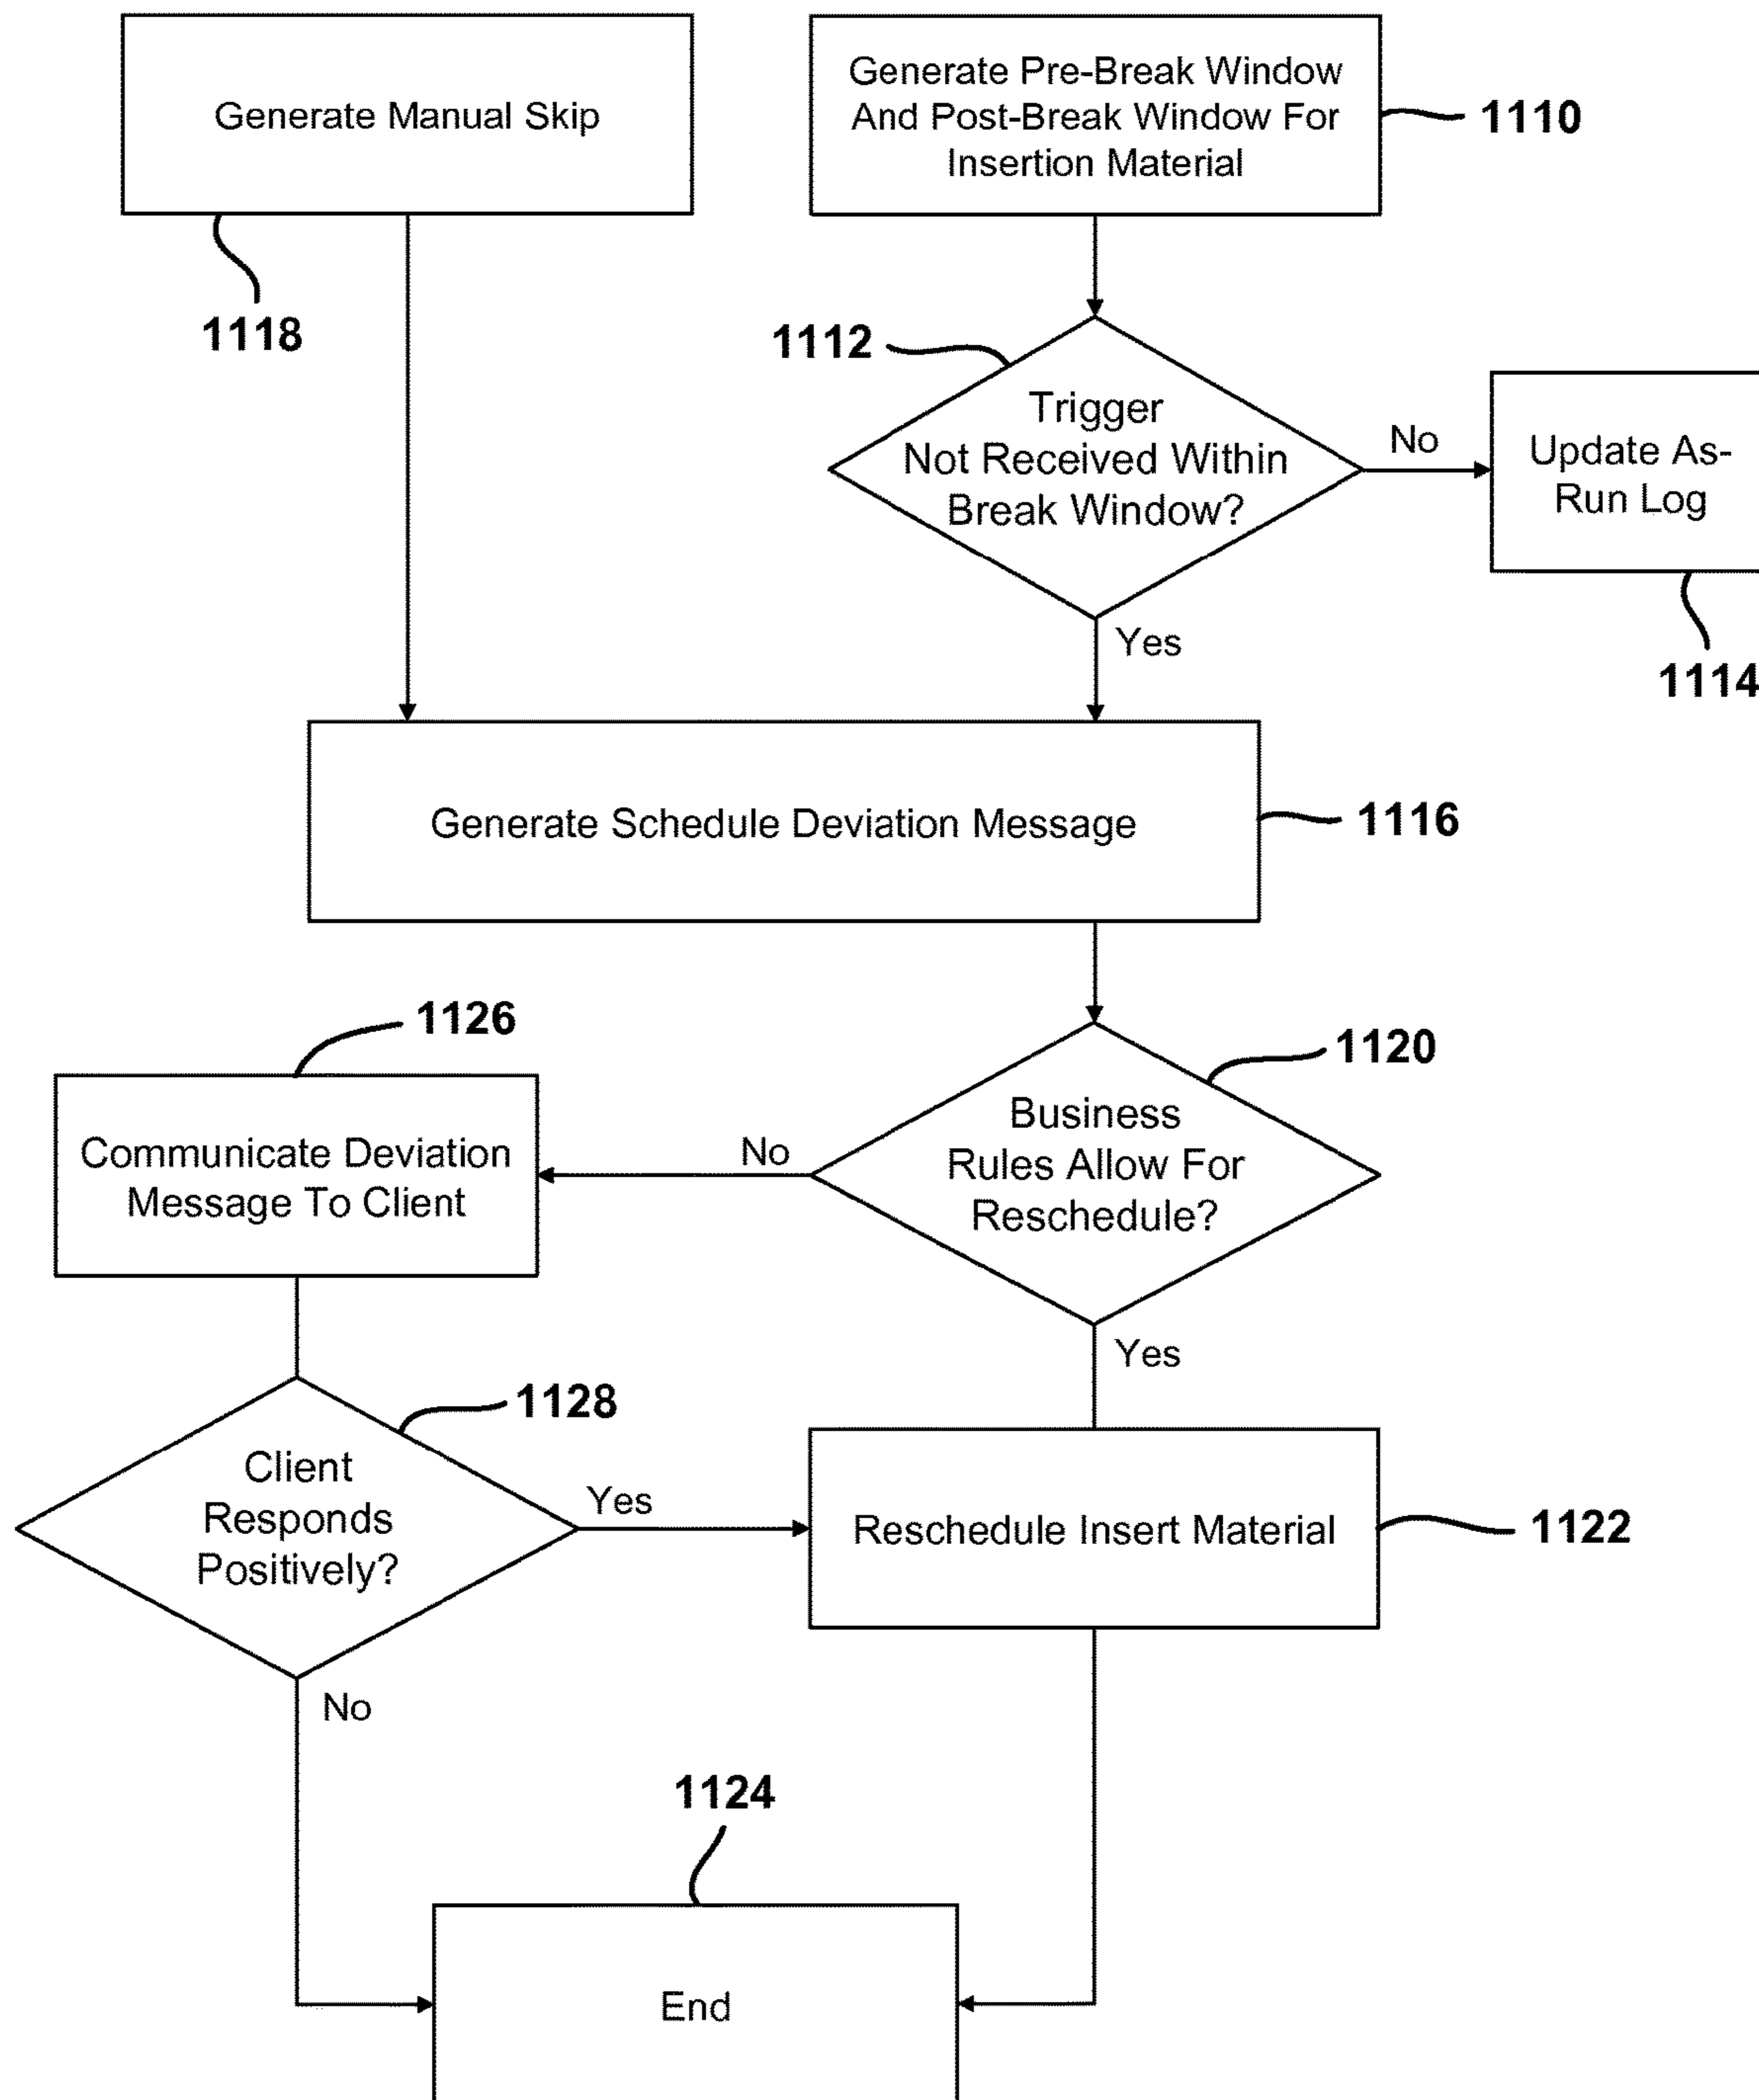 Generate Manual Skip
1118
Generate Pre-Break Window
And Post-Break Window For
Insertion Material
1110
1112
Trigger
Not Received Within
Break Window?
No
Update As-
Run Log
1114
Yes
Generate Schedule Deviation Message
1116
1126
Communicate Deviation
Message To Client
No
1120
Business
Rules Allow For
Reschedule?
Yes
1128
Client
Responds
Positively?
Yes
Reschedule Insert Material
1122
No
1124
End